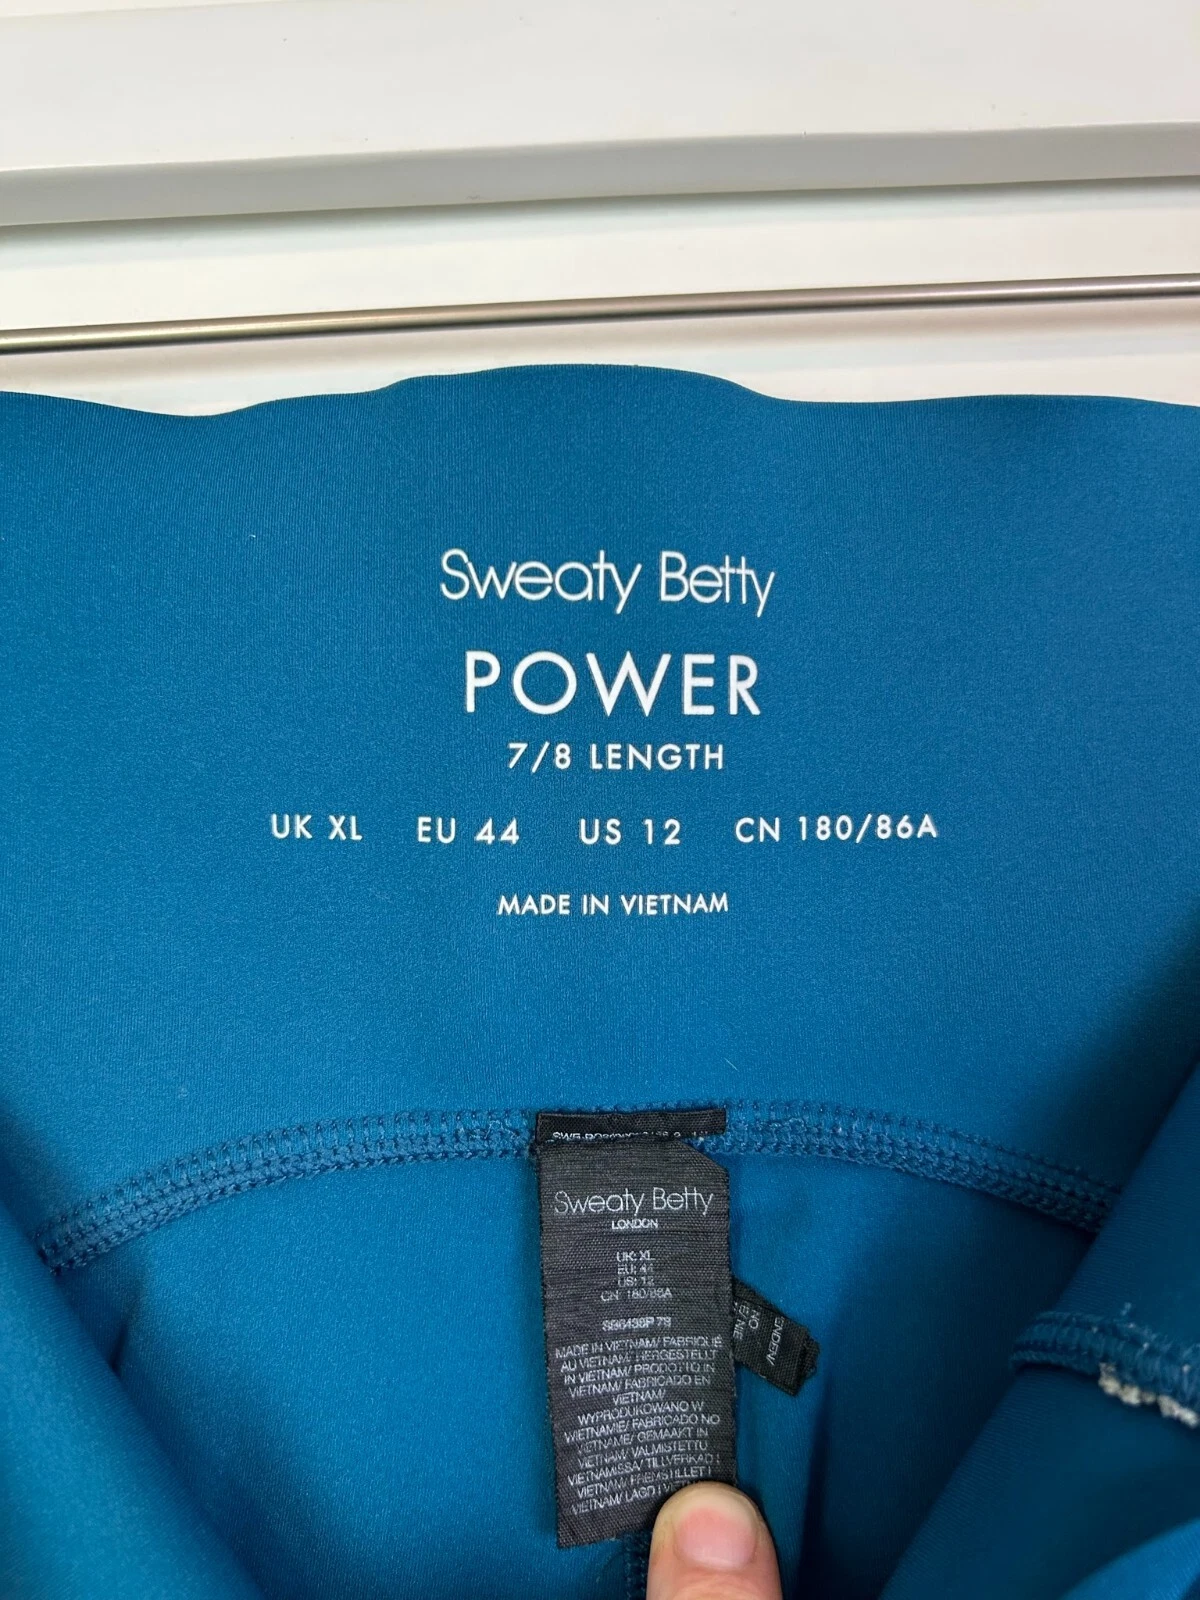 Sweaty Betty
POWER
7/8 LENGTH
UK XL EU 44 US 12 CN 180/86A
MADE IN VIETNAM
Sweaty Betty
LONDON
UK: XL
EU: 44
US: 12
CN: 180/86A
MADE IN VIETNAM/ FABRIQUÉ
AU VIETNAM/ HERGESTELLT
IN VIETNAM/ PRODOTTO IN
VIETNAM/ FABRICADO EN
VIETNAM/
WYPRODUKOWANO W
WIETNAMIE/ FABRICADO NO
VIETNAME/ GEMAAKT IN
VIETNAM/ VALMISTETTU
VIETNAMISSA/ TILLVERKAD I
VIETNAM/ FREMSTILLET I
VIETNAM/ LAGD I